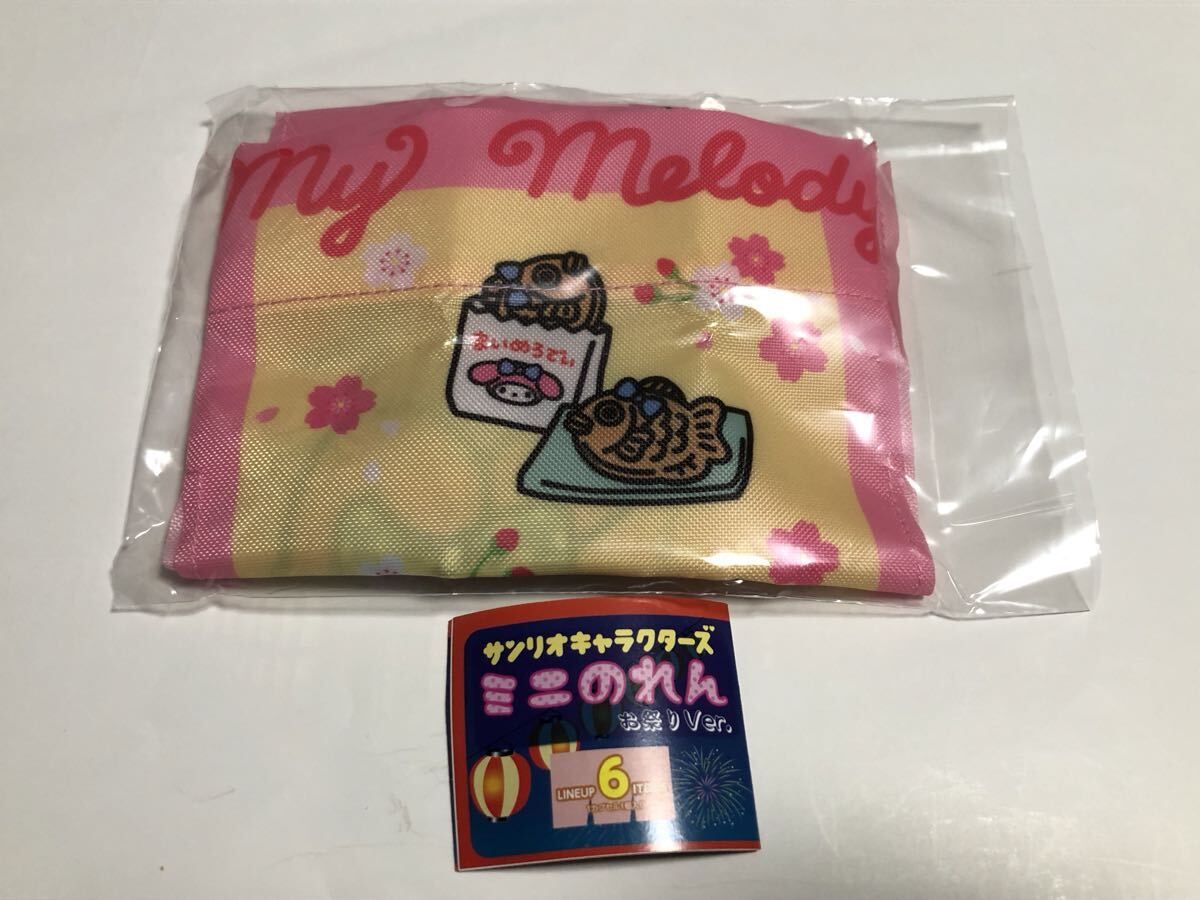 My Melody
まいめろでぃ
サンリオキャラクターズ
ミニのれん
お祭りVer.
LINEUP 6